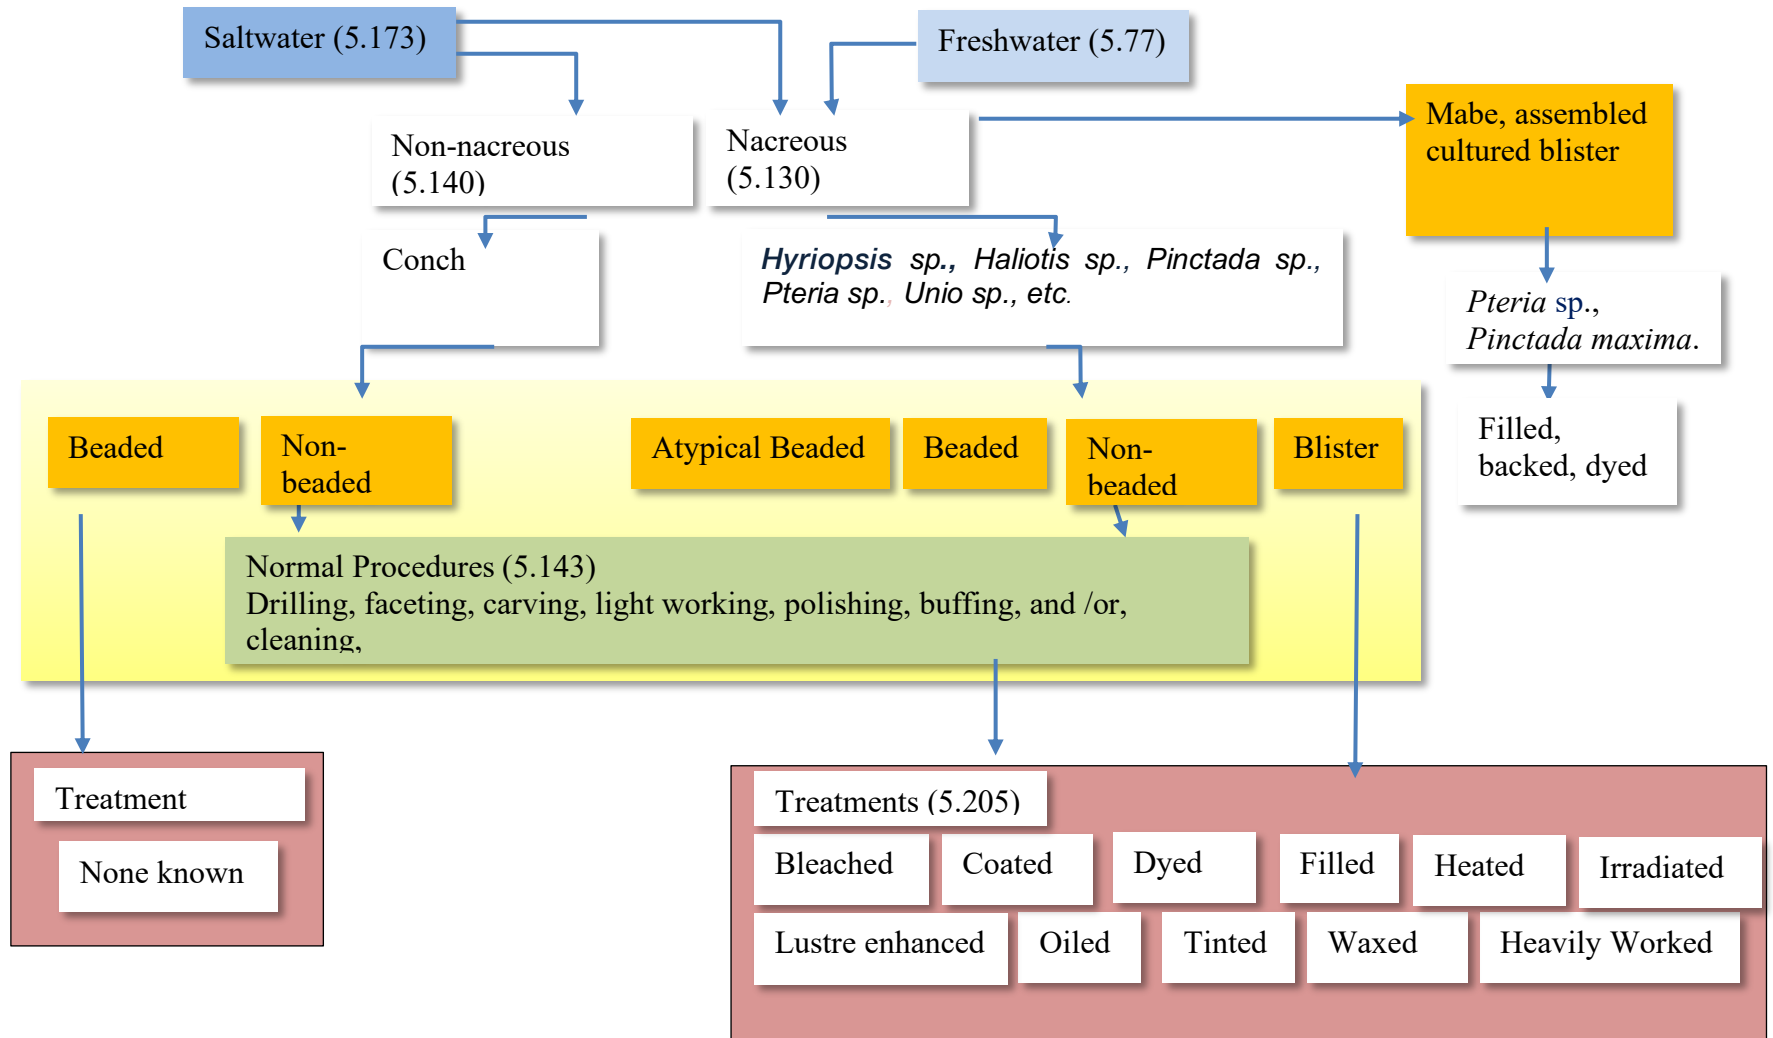 Saltwater (5.173)
Freshwater (5.77)
Non-nacreous
(5.140)
Nacreous
(5.130)
Mabe, assembled
cultured blister
Conch
Hyriopsis sp., Haliotis sp., Pinctada sp.,
Pteria sp., Unio sp., etc.
Pteria sp.,
Pinctada maxima.
Filled,
backed, dyed
Beaded
Non-
beaded
Atypical Beaded
Beaded
Non-
beaded
Blister
Normal Procedures (5.143)
Drilling, faceting, carving, light working, polishing, buffing, and /or,
cleaning,
Treatment
None known
Treatments (5.205)
Bleached
Coated
Dyed
Filled
Heated
Irradiated
Lustre enhanced
Oiled
Tinted
Waxed
Heavily Worked